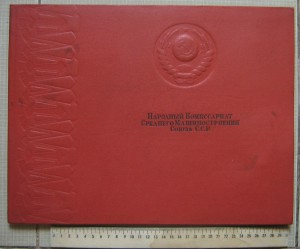 Народный Комиссариат
Среднего Машиностроения
Союза ССР